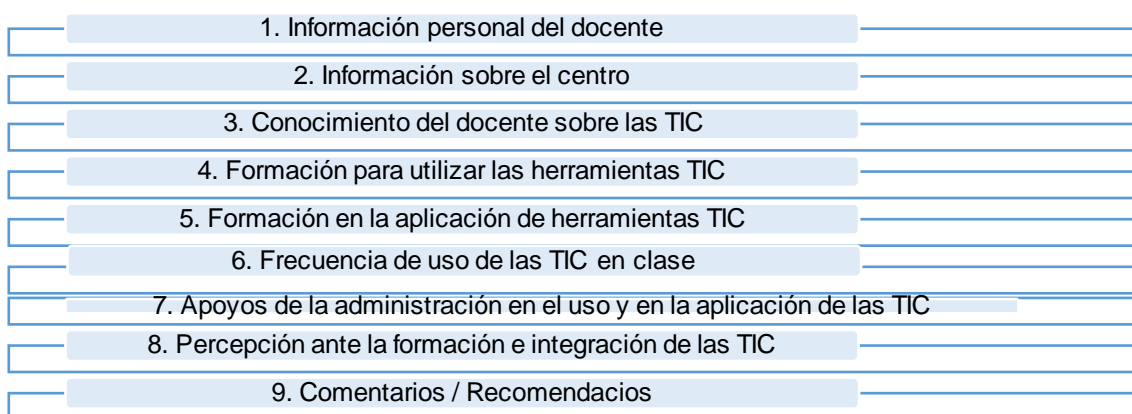 1. Información personal del docente
2. Información sobre el centro
3. Conocimiento del docente sobre las TIC
4. Formación para utilizar las herramientas TIC
5. Formación en la aplicación de herramientas TIC
6. Frecuencia de uso de las TIC en clase
7. Apoyos de la administración en el uso y en la aplicación de las TIC
8. Percepción ante la formación e integración de las TIC
9. Comentarios / Recomendacios